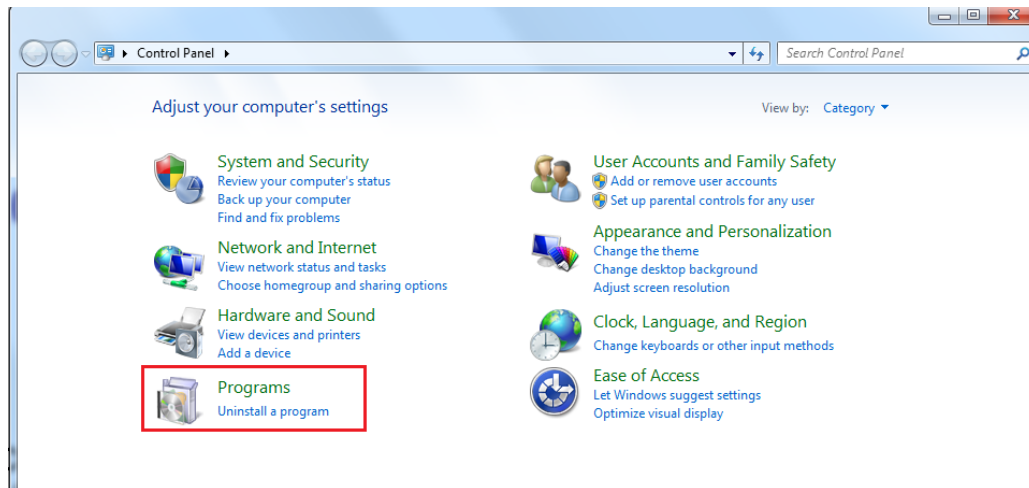 Control Panel
Search Control Panel
Adjust your computer's settings
View by: Category
System and Security
Review your computer's status
Back up your computer
Find and fix problems
Network and Internet
View network status and tasks
Choose homegroup and sharing options
Hardware and Sound
View devices and printers
Add a device
Programs
Uninstall a program
User Accounts and Family Safety
Add or remove user accounts
Set up parental controls for any user
Appearance and Personalization
Change the theme
Change desktop background
Adjust screen resolution
Clock, Language, and Region
Change keyboards or other input methods
Ease of Access
Let Windows suggest settings
Optimize visual display